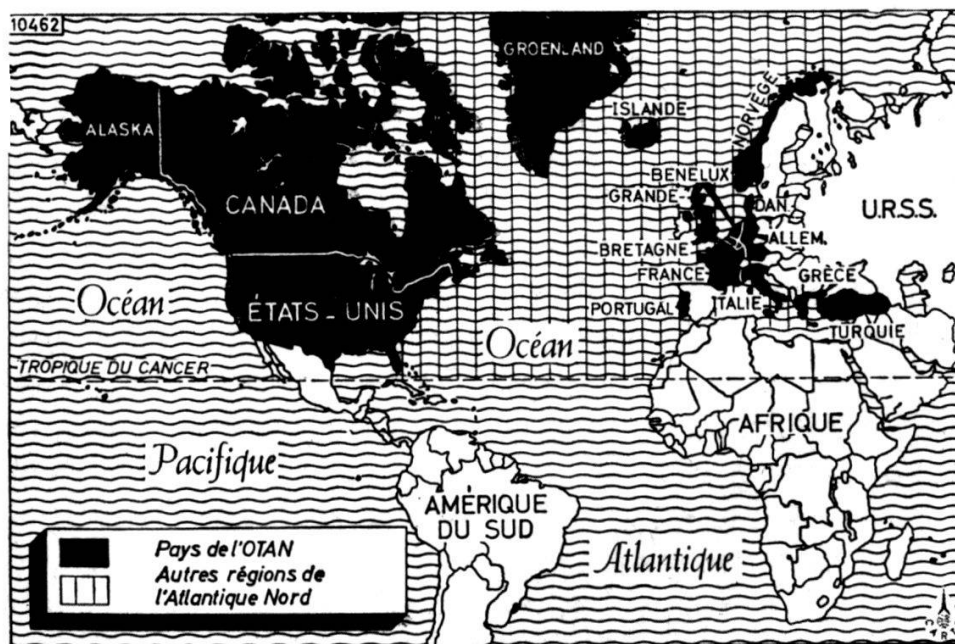 10462
GROENLAND
ALASKA
ISLANDE
NORVÈGE
BENELUX
GRANDE-
CANADA
DAN.
U.R.S.S.
BRETAGNE
ALLEM.
FRANCE
GRÈCE
Océan
ÉTATS-UNIS
PORTUGAL
ITALIE
Océan
TURQUIE
TROPIQUE DU CANCER
AFRIQUE
Pacifique
AMÉRIQUE
DU SUD
Atlantique
Pays de l'OTAN
Autres régions de
l'Atlantique Nord